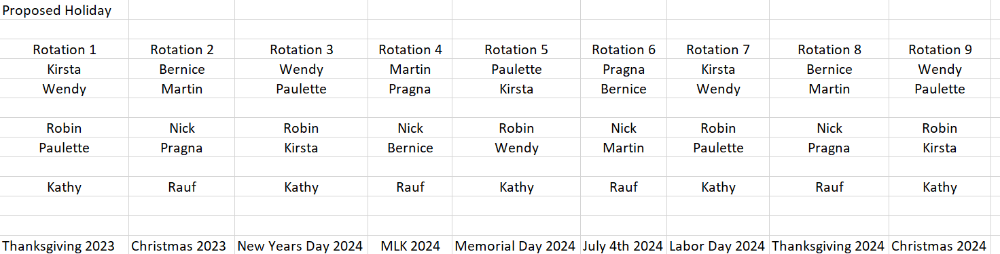 Proposed Holiday
Rotation 1 Rotation 2 Rotation 3 Rotation 4 Rotation 5 Rotation 6 Rotation 7 Rotation 8 Rotation 9
Kirsta Bernice Wendy Martin Paulette Pragna Kirsta Bernice Wendy
Wendy Martin Paulette Pragna Kirsta Bernice Wendy Martin Paulette
Robin Nick Robin Nick Robin Nick Robin Nick Robin
Paulette Pragna Kirsta Bernice Wendy Martin Paulette Pragna Kirsta
Kathy Rauf Kathy Rauf Kathy Rauf Kathy Rauf Kathy
Thanksgiving 2023 Christmas 2023 New Years Day 2024 MLK 2024 Memorial Day 2024 July 4th 2024 Labor Day 2024 Thanksgiving 2024 Christmas 2024